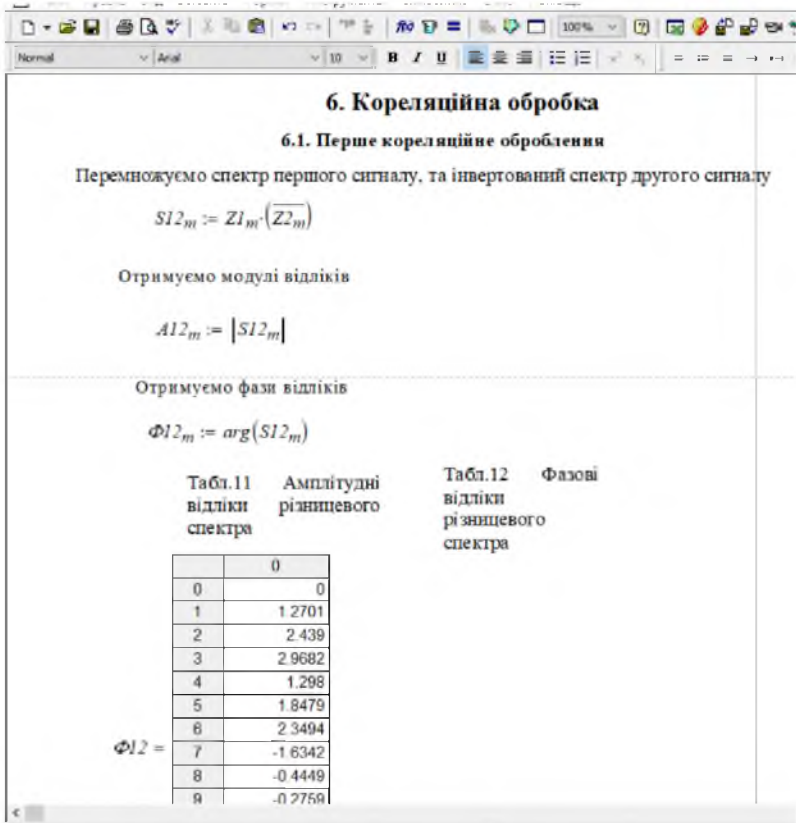 100%
Normal Arial 10 B I U
6. Кореляційна обробка
6.1. Перше кореляційне оброблення
Перемножуємо спектр першого сигналу, та інвертований спектр другого сигналу
S12m := Z1m·(Z2m)
Отримуємо модулі відліків
A12m := |S12m|
Отримуємо фази відліків
Φ12m := arg(S12m)
Табл.11 Амплітудні
відліки різницевого
спектра
Табл.12 Фазові
відліки
різницевого
спектра
0
0 0
1 1.2701
2 2.439
3 2.9682
4 1.298
5 1.8479
6 2.3494
Φ12 =
7 -1.6342
8 -0.4449
9 -0.2759